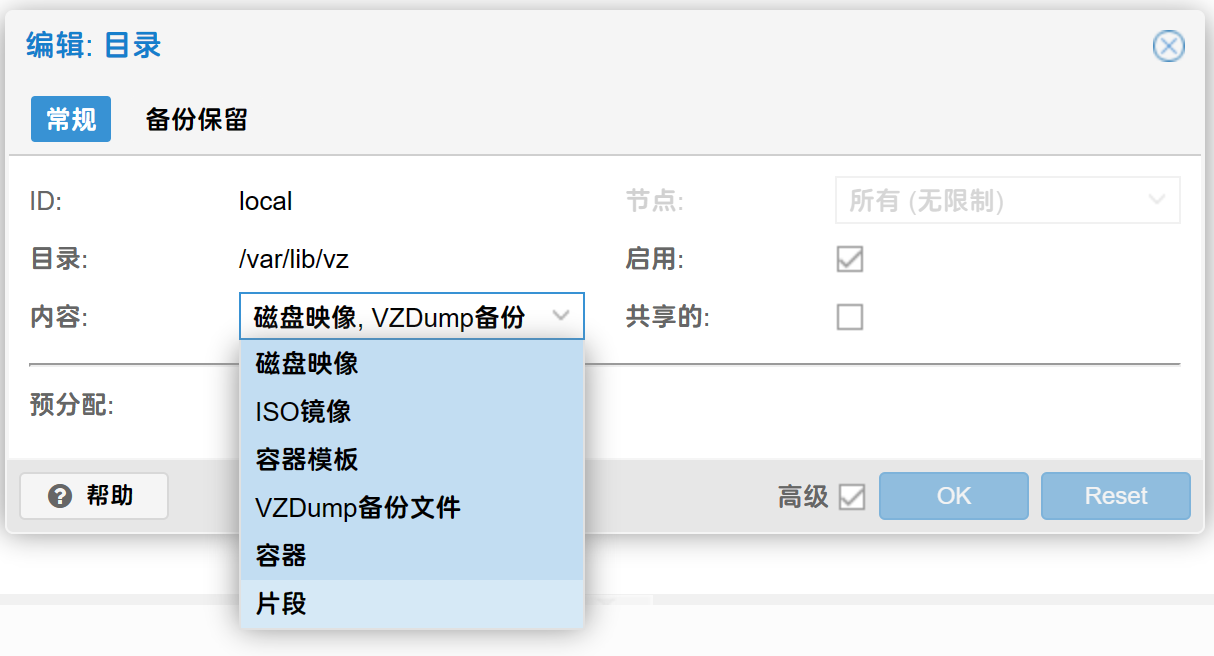 编辑: 目录
常规 备份保留
ID: local 节点: 所有 (无限制)
目录: /var/lib/vz 启用:
内容: 磁盘映像, VZDump备份 共享的:
磁盘映像
ISO镜像
预分配:
容器模板
帮助 VZDump备份文件 高级 OK Reset
容器
片段